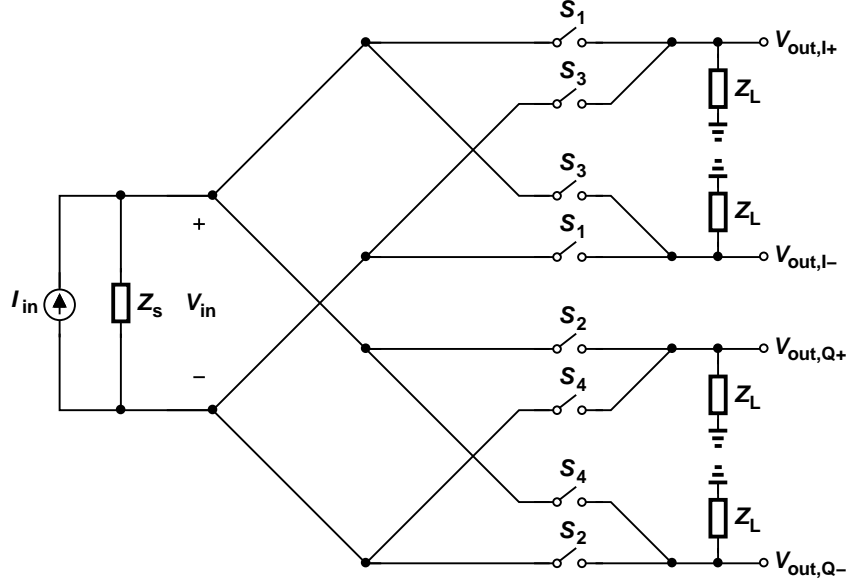 S1
Vout,I+
S3
ZL
S3
ZL
S1
Vout,I−
+
Iin
Zs
Vin
−
S2
Vout,Q+
S4
ZL
S4
ZL
S2
Vout,Q−